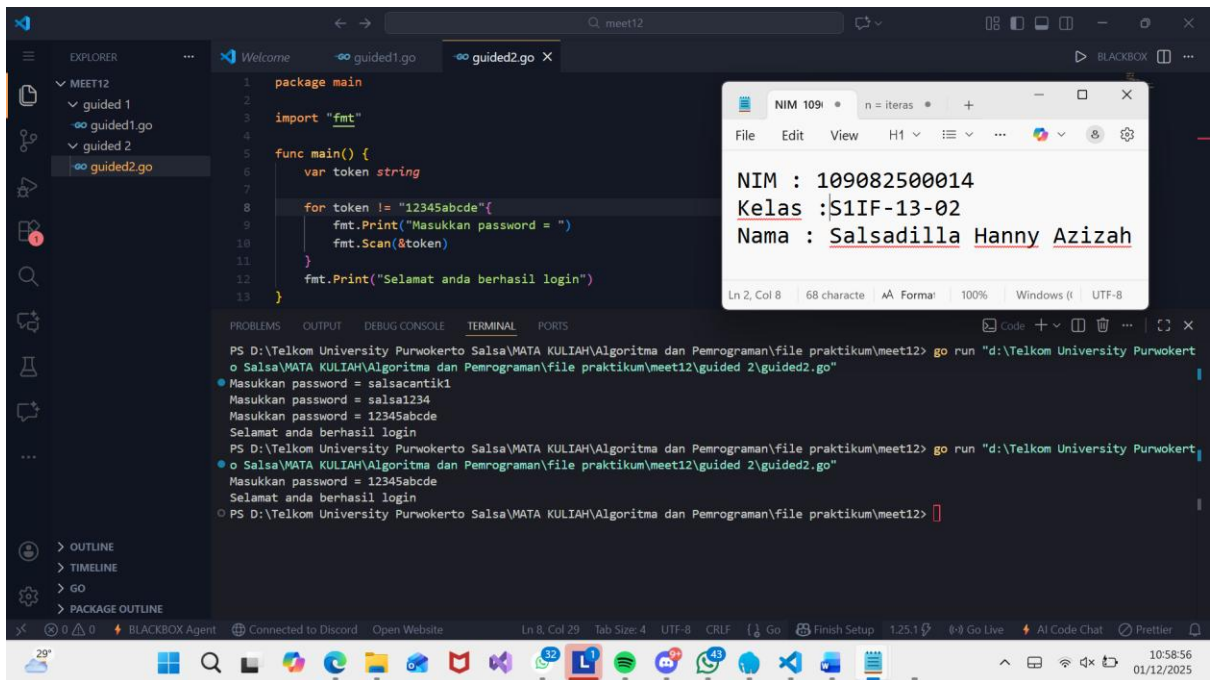 meet12
EXPLORER
Welcome
guided1.go
guided2.go
BLACKBOX
MEET12
guided 1
guided1.go
guided 2
guided2.go
1 package main
2
3 import "fmt"
4
5 func main() {
6 var token string
7
8 for token != "12345abcde"{
9 fmt.Print("Masukkan password = ")
10 fmt.Scan(&token)
11 }
12 fmt.Print("Selamat anda berhasil login")
13 }
NIM 109
n = iteras
File Edit View H1
NIM : 109082500014
Kelas :S1IF-13-02
Nama : Salsadilla Hanny Azizah
Ln 2, Col 8 68 characte Format 100% Windows ( UTF-8
PROBLEMS OUTPUT DEBUG CONSOLE TERMINAL PORTS
Code
PS D:\Telkom University Purwokerto Salsa\MATA KULIAH\Algoritma dan Pemrograman\file praktikum\meet12> go run "d:\Telkom University Purwokert
o Salsa\MATA KULIAH\Algoritma dan Pemrograman\file praktikum\meet12\guided 2\guided2.go"
Masukkan password = salsacantik1
Masukkan password = salsa1234
Masukkan password = 12345abcde
Selamat anda berhasil login
PS D:\Telkom University Purwokerto Salsa\MATA KULIAH\Algoritma dan Pemrograman\file praktikum\meet12> go run "d:\Telkom University Purwokert
o Salsa\MATA KULIAH\Algoritma dan Pemrograman\file praktikum\meet12\guided 2\guided2.go"
Masukkan password = 12345abcde
Selamat anda berhasil login
PS D:\Telkom University Purwokerto Salsa\MATA KULIAH\Algoritma dan Pemrograman\file praktikum\meet12>
OUTLINE
TIMELINE
GO
PACKAGE OUTLINE
0 0 BLACKBOX Agent Connected to Discord Open Website Ln 8, Col 29 Tab Size: 4 UTF-8 CRLF Go Finish Setup 1.25.1 Go Live AI Code Chat Prettier
29°
32
1
9+
43
10:58:56
01/12/2025